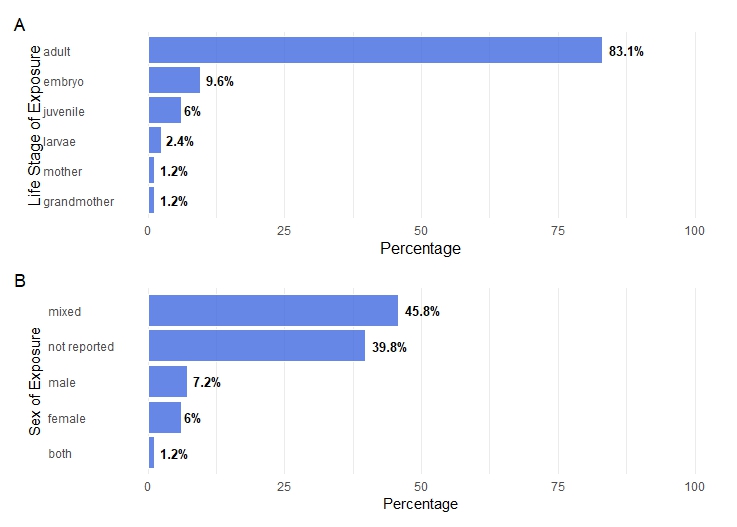 A
Life Stage of Exposure
adult 83.1%
embryo 9.6%
juvenile 6%
larvae 2.4%
mother 1.2%
grandmother 1.2%
0 25 50 75 100
Percentage
B
Sex of Exposure
mixed 45.8%
not reported 39.8%
male 7.2%
female 6%
both 1.2%
0 25 50 75 100
Percentage